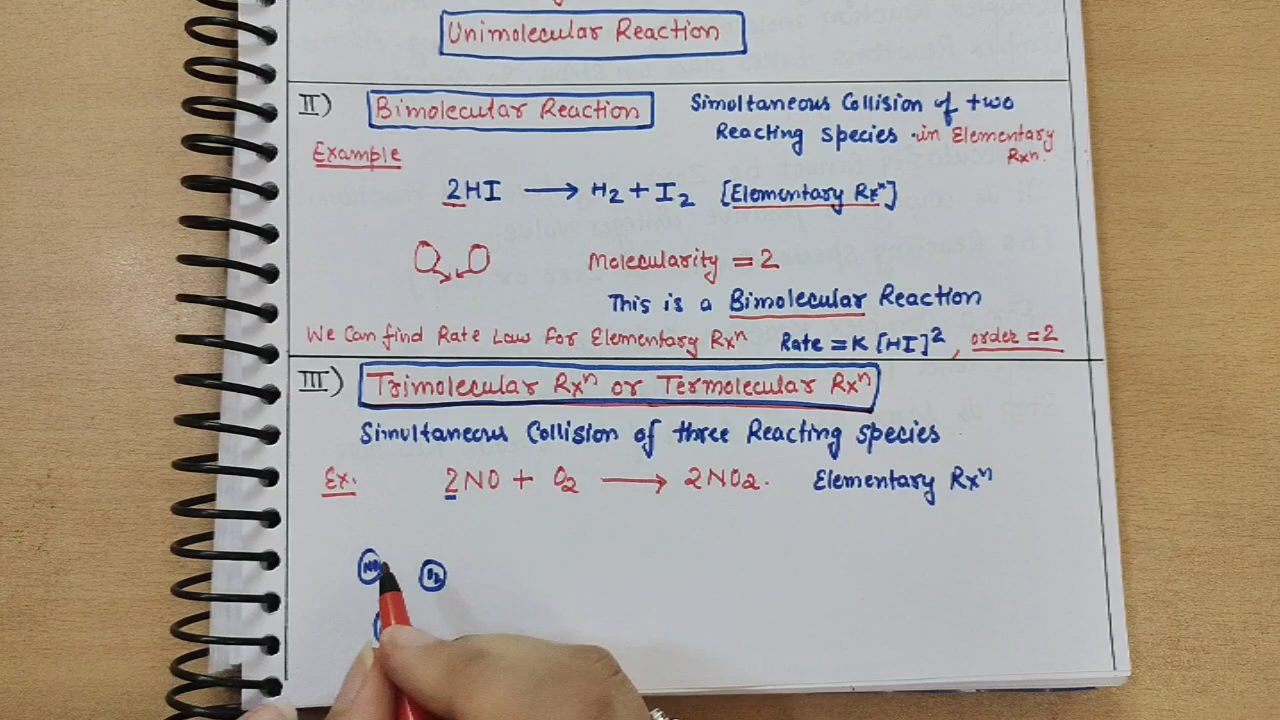 Unimolecular Reaction
II) Bimolecular Reaction Simultaneous Collision of two
Reacting species in Elementary
Rxn.
Example
2HI → H2 + I2 [Elementary Rxn]
Molecularity = 2
This is a Bimolecular Reaction
We Can find Rate Law For Elementary Rxn Rate = K [HI]2, order = 2
III) Trimolecular Rxn or Termolecular Rxn
Simultaneous Collision of three Reacting species
Ex. 2NO + O2 → 2NO2. Elementary Rxn
NO O2